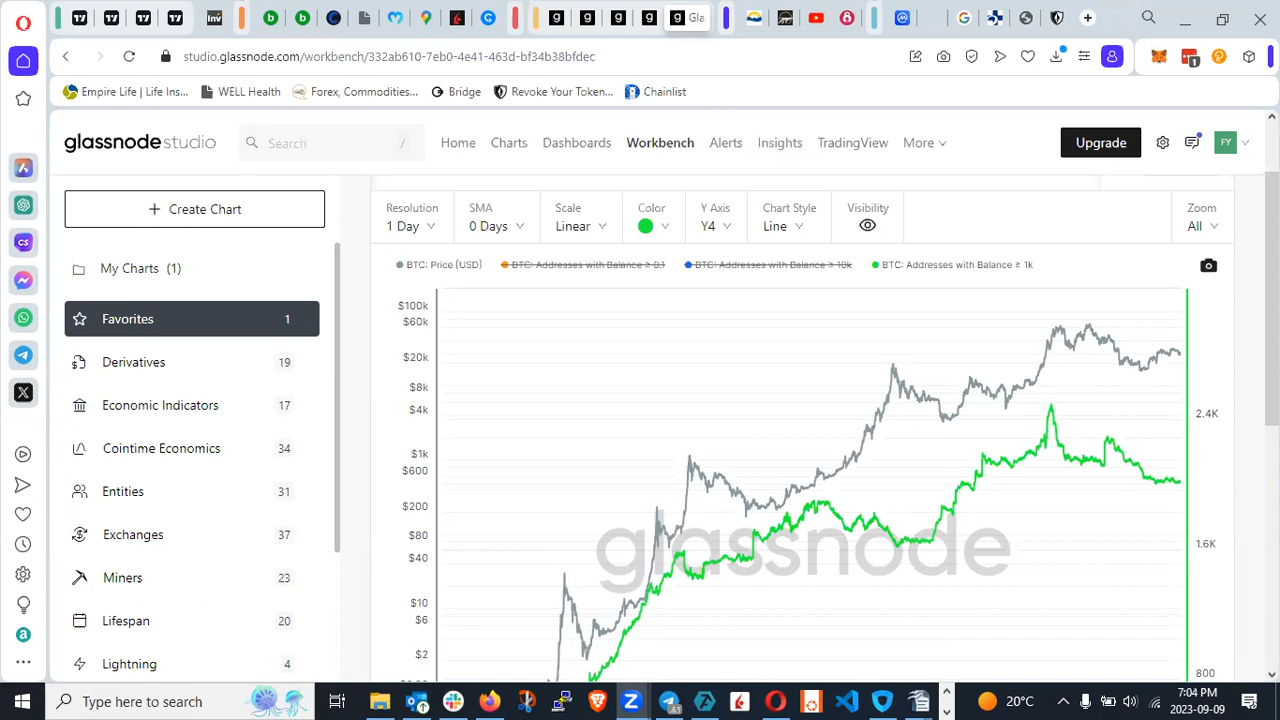 Gla
studio.glassnode.com/workbench/332ab610-7eb0-4e41-463d-bf34b38bfdec
1
Empire Life | Life Ins...
WELL Health
Forex, Commodities...
Bridge
Revoke Your Token...
Chainlist
glassnodestudio
Search
/
Home
Charts
Dashboards
Workbench
Alerts
Insights
TradingView
More
Upgrade
FY
+ Create Chart
My Charts (1)
Favorites 1
Derivatives 19
Economic Indicators 17
Cointime Economics 34
Entities 31
Exchanges 37
Miners 23
Lifespan 20
Lightning 4
Resolution
1 Day
SMA
0 Days
Scale
Linear
Color
Y Axis
Y4
Chart Style
Line
Visibility
Zoom
All
BTC: Price [USD]
BTC: Addresses with Balance ≥ 0.1
BTC: Addresses with Balance ≥ 10k
BTC: Addresses with Balance ≥ 1k
$100k
$60k
$20k
$8k
$4k
$1k
$600
$200
$80
$40
$10
$6
$2
2.4K
1.6K
800
glassnode
Type here to search
20°C
7:04 PM
2023-09-09